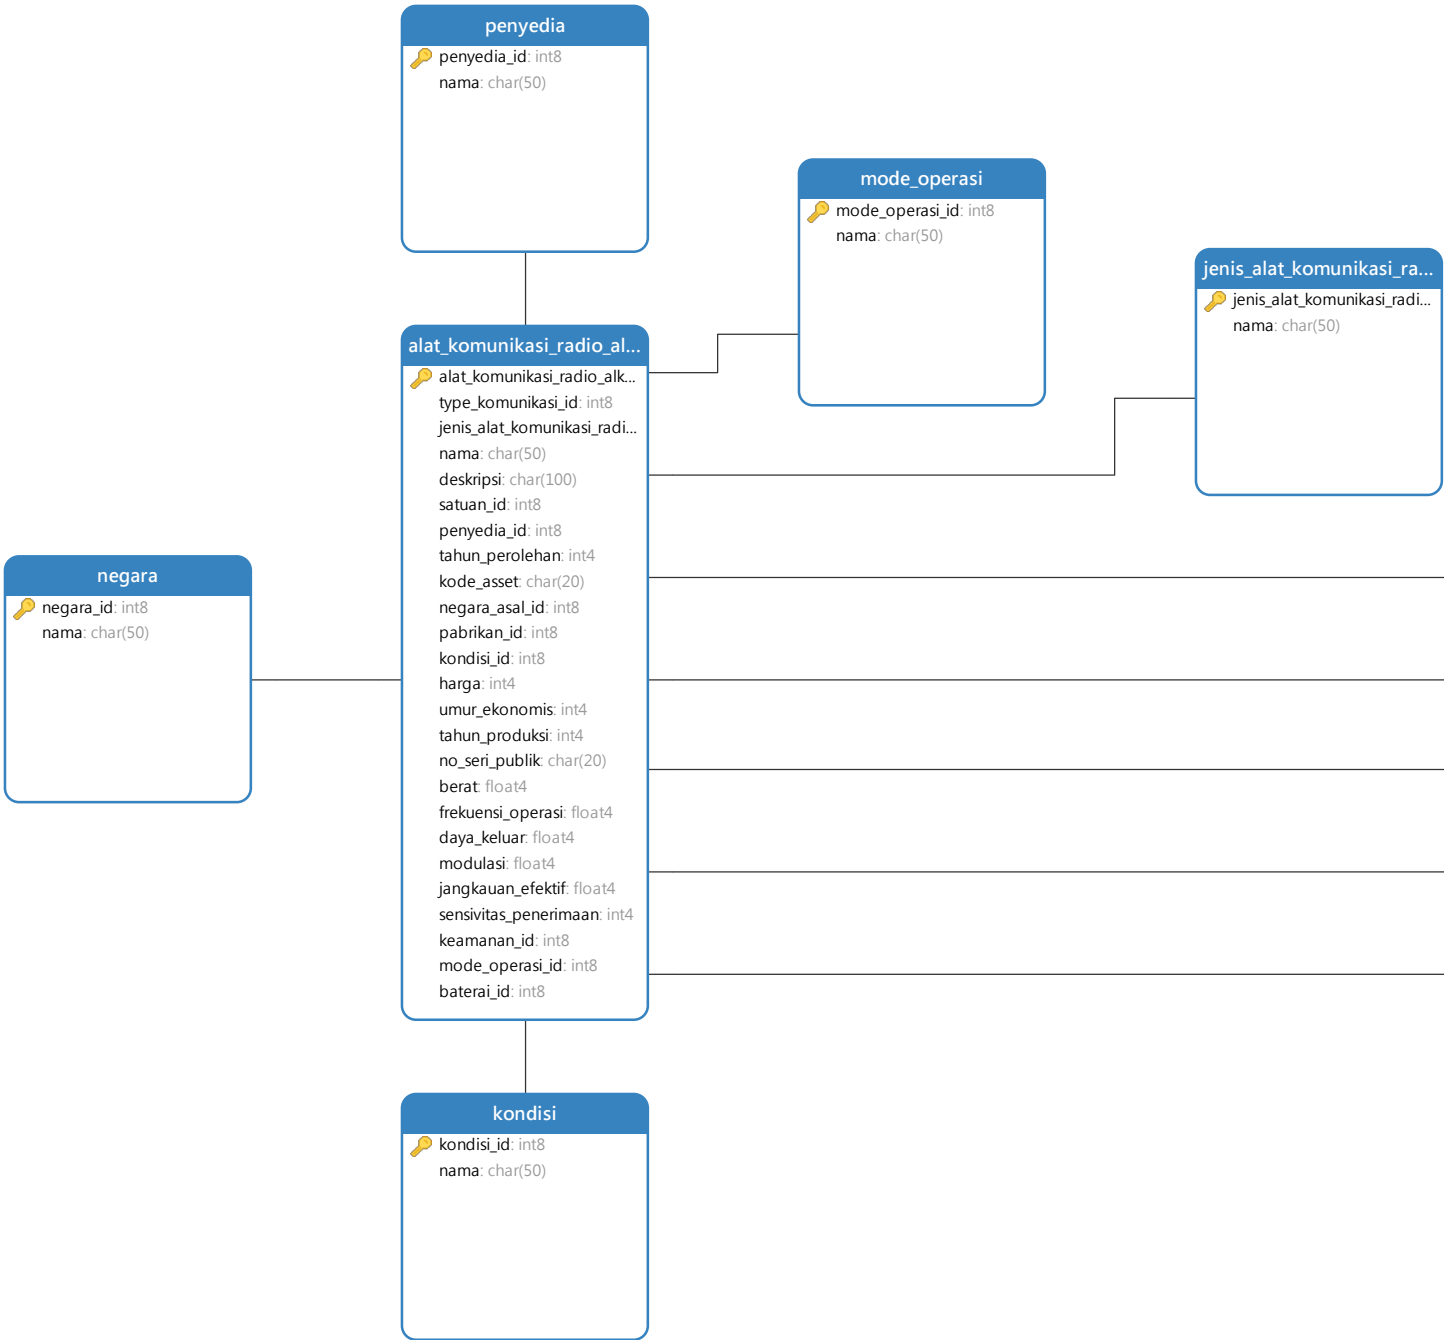 penyedia
penyedia_id: int8
nama: char(50)
mode_operasi
mode_operasi_id: int8
nama: char(50)
jenis_alat_komunikasi_ra...
jenis_alat_komunikasi_radi...
nama: char(50)
alat_komunikasi_radio_al...
alat_komunikasi_radio_alk...
type_komunikasi_id: int8
jenis_alat_komunikasi_radi...
nama: char(50)
deskripsi: char(100)
satuan_id: int8
penyedia_id: int8
tahun_perolehan: int4
kode_asset: char(20)
negara_asal_id: int8
pabrikan_id: int8
kondisi_id: int8
harga: int4
umur_ekonomis: int4
tahun_produksi: int4
no_seri_publik: char(20)
berat: float4
frekuensi_operasi: float4
daya_keluar: float4
modulasi: float4
jangkauan_efektif: float4
sensivitas_penerimaan: int4
keamanan_id: int8
mode_operasi_id: int8
baterai_id: int8
negara
negara_id: int8
nama: char(50)
kondisi
kondisi_id: int8
nama: char(50)